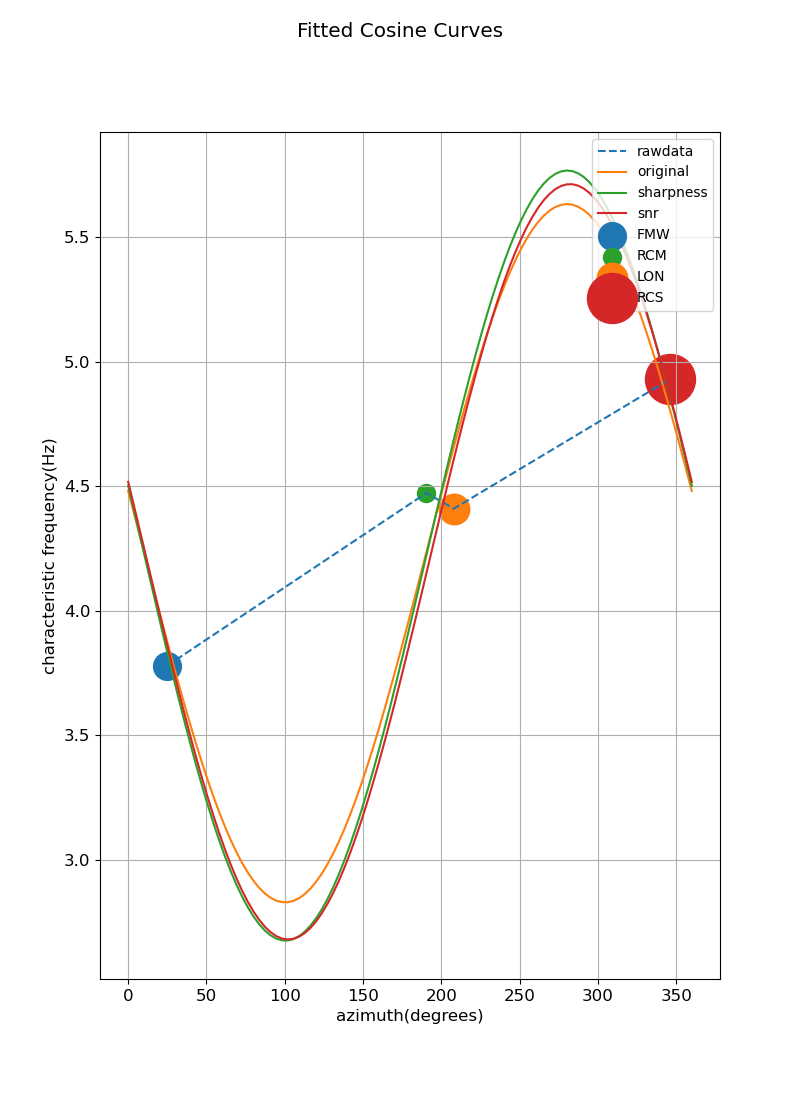 Fitted Cosine Curves
rawdata
original
sharpness
snr
FMW
RCM
LON
RCS
5.5
5.0
4.5
4.0
3.5
3.0
characteristic frequency(Hz)
0 50 100 150 200 250 300 350
azimuth(degrees)